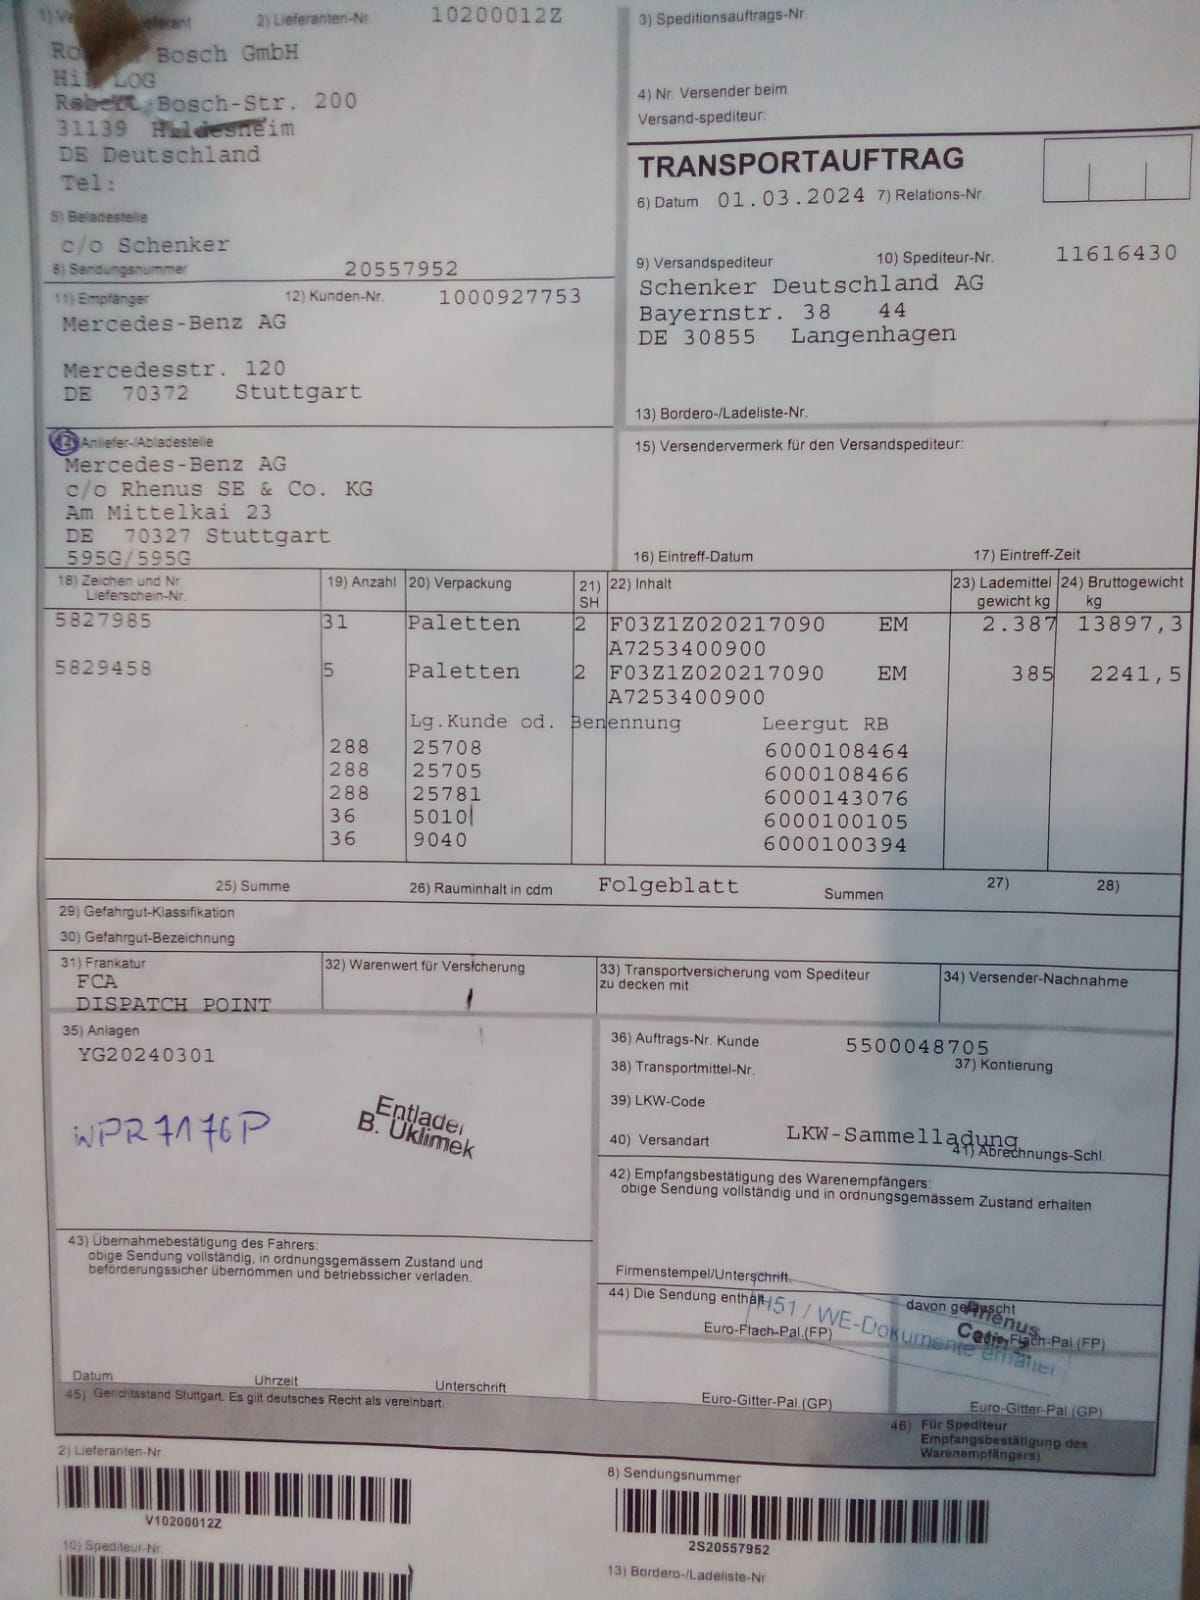 2) Lieferanten-Nr. 10200012Z
Bosch GmbH
LOG
Robert Bosch-Str. 200
31139 Hildesheim
DE Deutschland
Tel:
5) Beladestelle
c/o Schenker
8) Sendungsnummer 20557952
3) Speditionsauftrags-Nr.
4) Nr. Versender beim
Versand-spediteur:
TRANSPORTAUFTRAG
6) Datum 01.03.2024 7) Relations-Nr.
9) Versandspediteur 10) Spediteur-Nr. 11616430
Schenker Deutschland AG
Bayernstr. 38 44
DE 30855 Langenhagen
13) Bordero-/Ladeliste-Nr.
11) Empfänger 12) Kunden-Nr. 1000927753
Mercedes-Benz AG
Mercedesstr. 120
DE 70372 Stuttgart
Anliefer-/Abladestelle
Mercedes-Benz AG
c/o Rhenus SE & Co. KG
Am Mittelkai 23
DE 70327 Stuttgart
595G/595G
15) Versendervermerk für den Versandspediteur:
16) Eintreff-Datum 17) Eintreff-Zeit
18) Zeichen und Nr. 19) Anzahl 20) Verpackung 21) 22) Inhalt 23) Lademittel 24) Bruttogewicht
Lieferschein-Nr. SH gewicht kg kg
5827985 31 Paletten 2 F03Z1Z020217090 EM 2.387 13897,3
A7253400900
5829458 5 Paletten 2 F03Z1Z020217090 EM 385 2241,5
A7253400900
Lg.Kunde od. Benennung Leergut RB
288 25708 6000108464
288 25705 6000108466
288 25781 6000143076
36 5010 6000100105
36 9040 6000100394
25) Summe 26) Rauminhalt in cdm Folgeblatt Summen 27) 28)
29) Gefahrgut-Klassifikation
30) Gefahrgut-Bezeichnung
31) Frankatur
FCA
DISPATCH POINT
32) Warenwert für Versicherung
33) Transportversicherung vom Spediteur
zu decken mit
34) Versender-Nachnahme
35) Anlagen
YG20240301
WPR7176P
Entlader
B. Uklimek
36) Auftrags-Nr. Kunde 5500048705
37) Kontierung
38) Transportmittel-Nr.
39) LKW-Code
40) Versandart LKW-Sammelladung
41) Abrechnungs-Schl.
42) Empfangsbestätigung des Warenempfängers:
obige Sendung vollständig und in ordnungsgemässem Zustand erhalten
Firmenstempel/Unterschrift.
43) Übernahmebestätigung des Fahrers:
obige Sendung vollständig, in ordnungsgemässem Zustand und
beförderungssicher übernommen und betriebssicher verladen.
Datum Uhrzeit Unterschrift
44) Die Sendung enthält davon getauscht
Euro-Flach-Pal.(FP) Flach-Pal.(FP)
H51 / WE-Dokumente erhalten
Rhenus
Euro-Gitter-Pal.(GP) Euro-Gitter-Pal.(GP)
45) Gerichtsstand Stuttgart. Es gilt deutsches Recht als vereinbart.
46) Für Spediteur
Empfangsbestätigung des
Warenempfängers)
2) Lieferanten-Nr.
V10200012Z
8) Sendungsnummer
2S20557952
10) Spediteur-Nr.
13) Bordero-/Ladeliste-Nr.